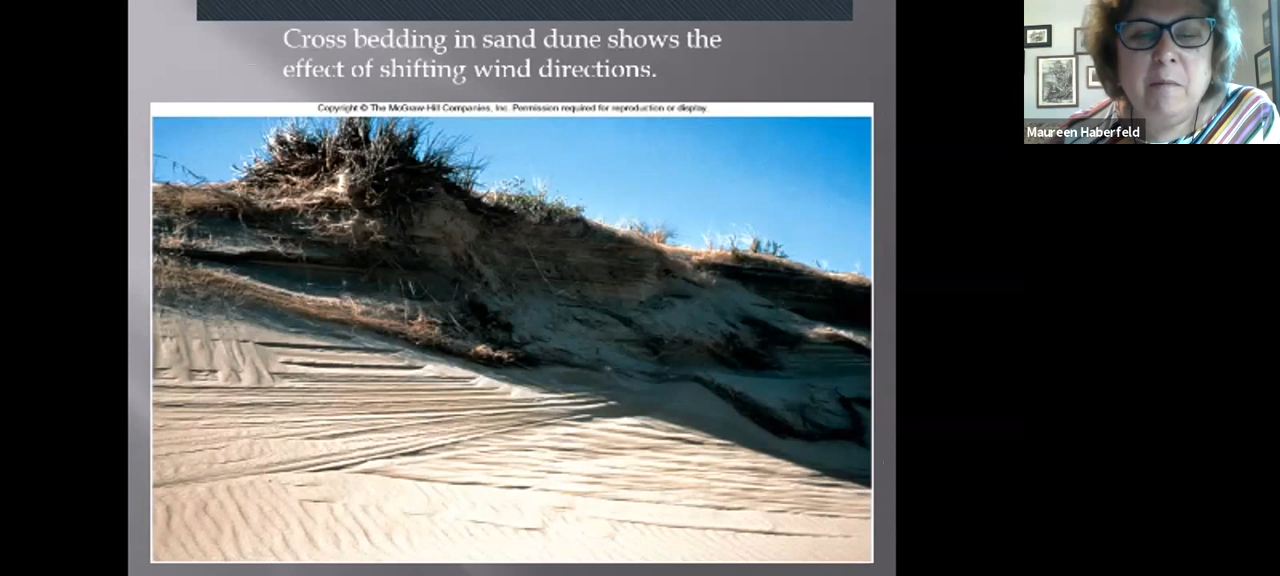 Cross bedding in sand dune shows the
effect of shifting wind directions.
Copyright © The McGraw-Hill Companies, Inc. Permission required for reproduction or display.
Maureen Haberfeld